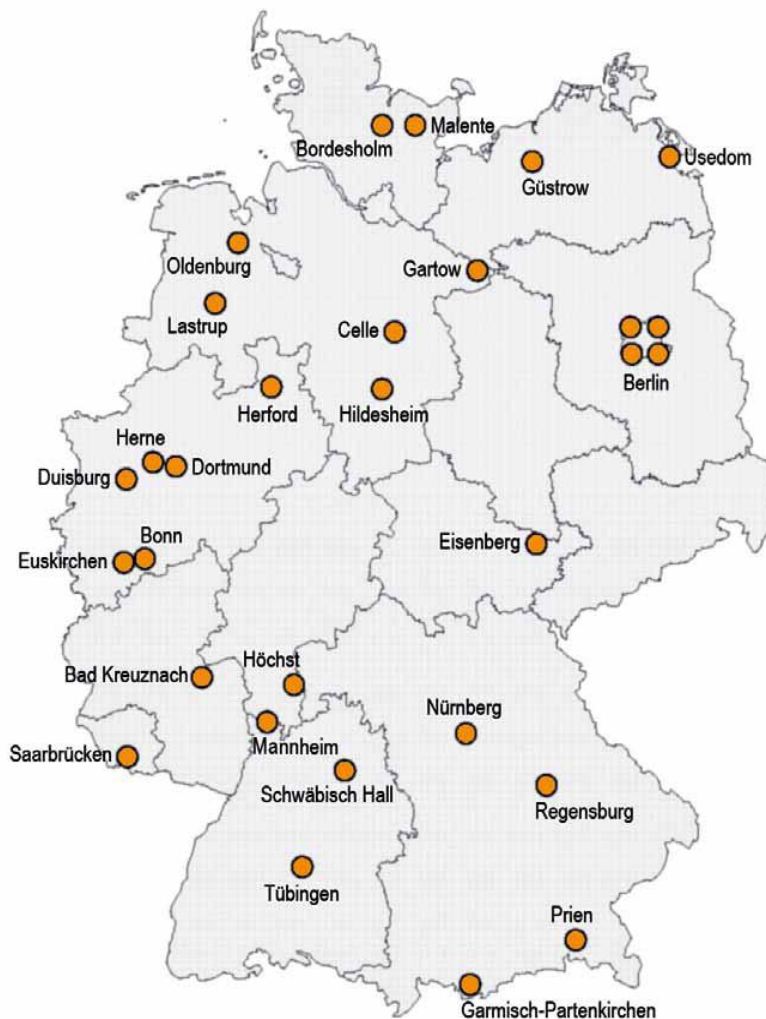 Malente
Bordesholm
Usedom
Güstrow
Oldenburg
Gartow
Lastrup
Celle
Berlin
Herford
Hildesheim
Herne
Dortmund
Duisburg
Bonn
Eisenberg
Euskirchen
Höchst
Bad Kreuznach
Nürnberg
Mannheim
Saarbrücken
Schwäbisch Hall
Regensburg
Tübingen
Prien
Garmisch-Partenkirchen